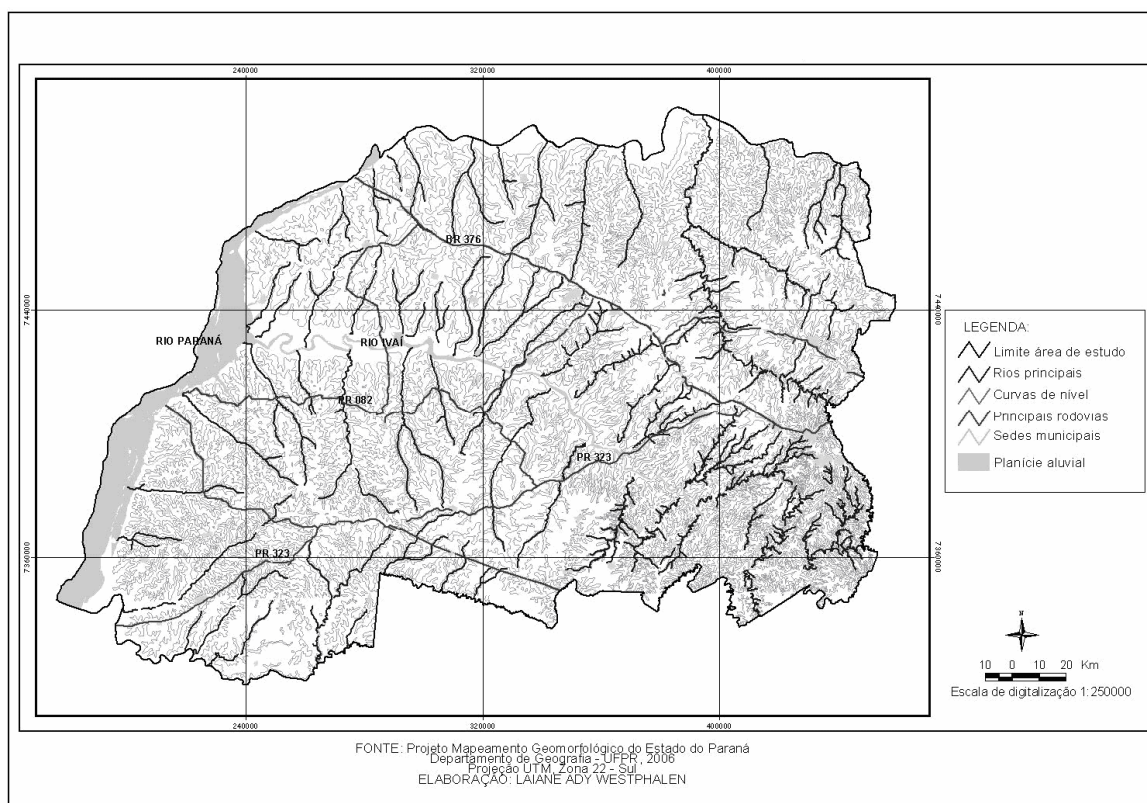 240000 320000 400000
BR 376
7440000 7440000
RIO PARANÁ RIO IVAÍ
PR 082
PR 323
7360000 7360000
PR 323
240000 320000 400000
LEGENDA:
Limite área de estudo
Rios principais
Curvas de nível
Principais rodovias
Sedes municipais
Planície aluvial
N
10 0 10 20 Km
Escala de digitalização 1:250000
FONTE: Projeto Mapeamento Geomorfológico do Estado do Paraná
Departamento de Geografia - UFPR, 2006
Projeção UTM, Zona 22 - Sul
ELABORAÇÃO: LAIANE ADY WESTPHALEN